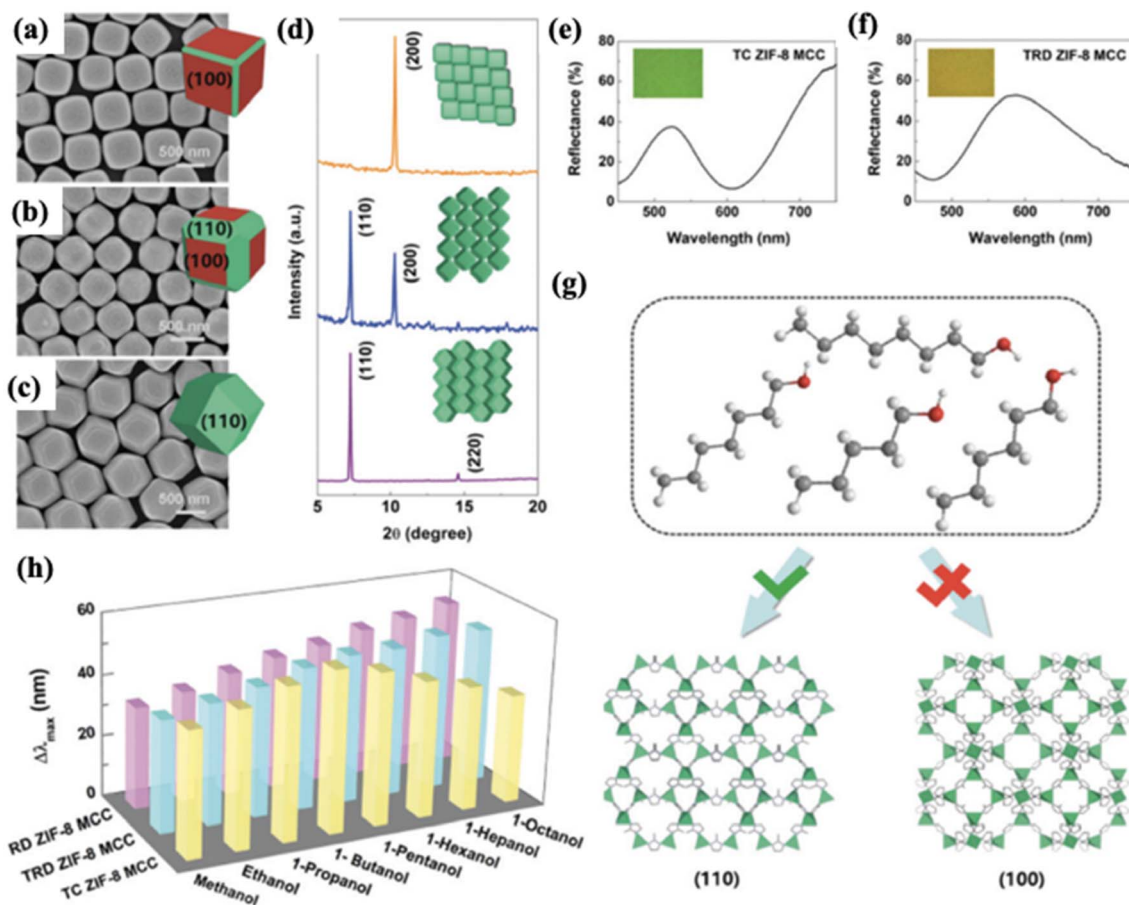 (a)
(100)
500 nm
(b)
(110)
(100)
500 nm
(c)
(110)
500 nm
(d)
(200)
(110)
(200)
(110)
(220)
Intensity (a.u.)
5 10 15 20
2θ (degree)
(e)
TC ZIF-8 MCC
80
60
40
20
0
Reflectance (%)
500 600 700
Wavelength (nm)
(f)
TRD ZIF-8 MCC
80
60
40
20
0
Reflectance (%)
500 600 700
Wavelength (nm)
(g)
(110)
(100)
(h)
60
40
20
0
Δλmax (nm)
RD ZIF-8 MCC
TRD ZIF-8 MCC
TC ZIF-8 MCC
Methanol
Ethanol
1-Propanol
1- Butanol
1-Pentanol
1-Hexanol
1-Hepanol
1-Octanol